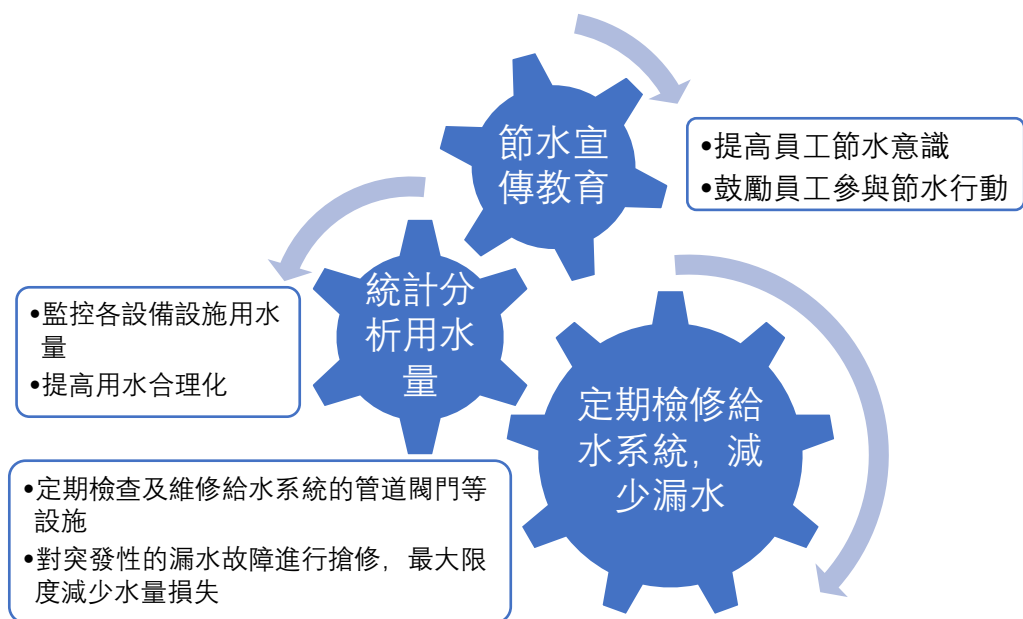 節水宣
傳教育
•提高員工節水意識
•鼓勵員工參與節水行動
統計分
析用水
量
•監控各設備設施用水
量
•提高用水合理化
定期檢修給
水系統，減
少漏水
•定期檢查及維修給水系統的管道閥門等
設施
•對突發性的漏水故障進行搶修，最大限
度減少水量損失